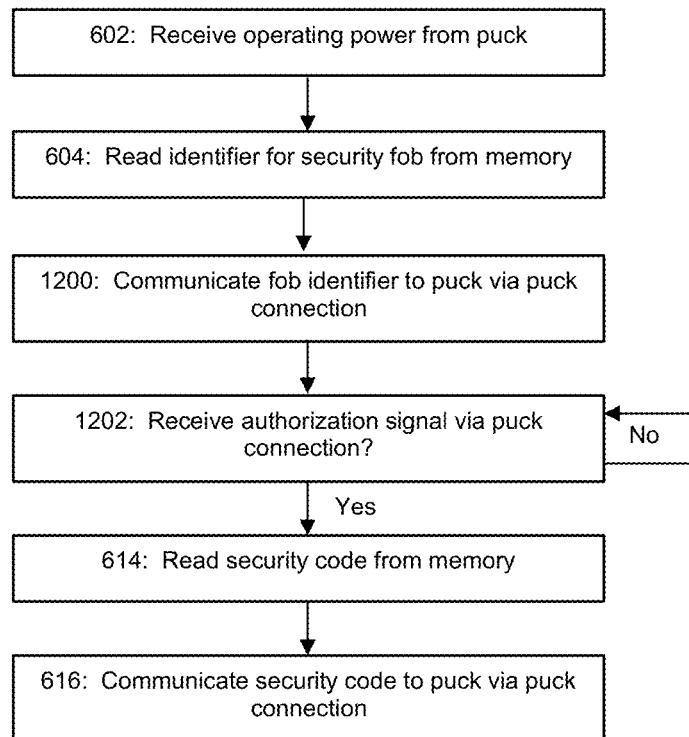 602: Receive operating power from puck
604: Read identifier for security fob from memory
1200: Communicate fob identifier to puck via puck
connection
1202: Receive authorization signal via puck
connection?
No
Yes
614: Read security code from memory
616: Communicate security code to puck via puck
connection